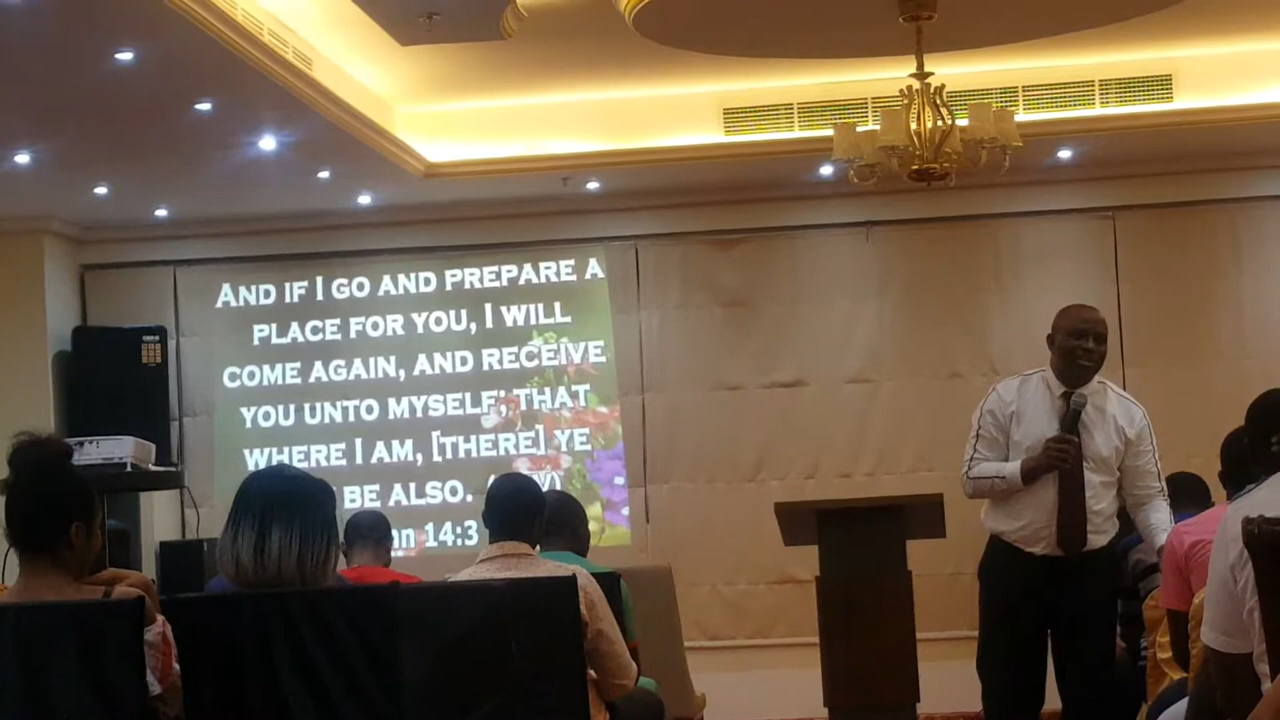 AND IF I GO AND PREPARE A
PLACE FOR YOU, I WILL
COME AGAIN, AND RECEIVE
YOU UNTO MYSELF; THAT
WHERE I AM, [THERE] YE
BE ALSO.
14:3